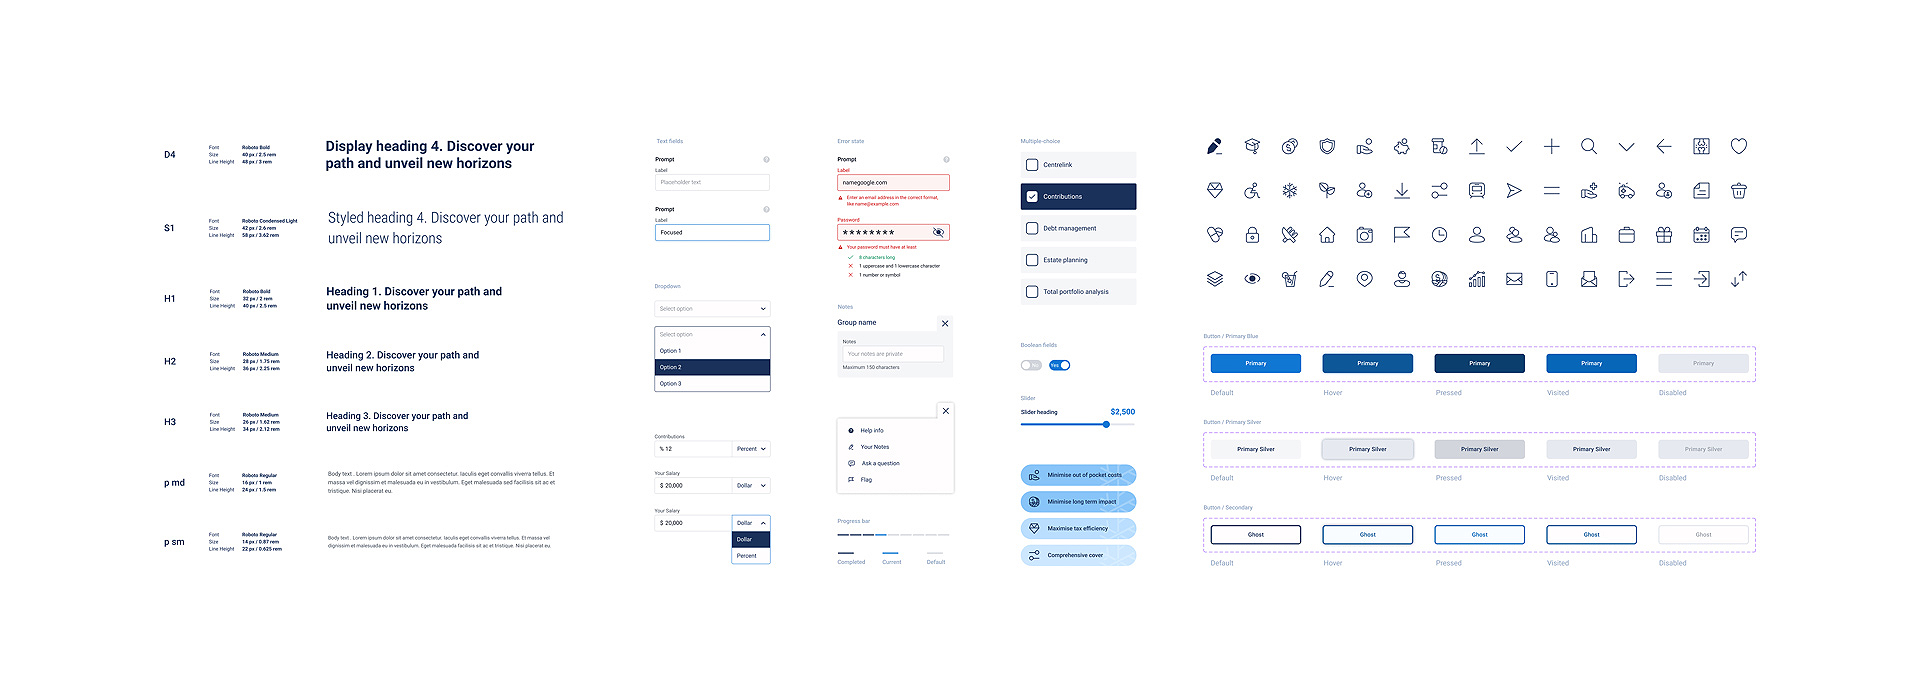 D4
Font Roboto Bold
Size 40 px / 2.5 rem
Line Height 48 px / 3 rem
Display heading 4. Discover your
path and unveil new horizons
S1
Font Roboto Condensed Light
Size 42 px / 2.6 rem
Line Height 58 px / 3.62 rem
Styled heading 4. Discover your path and
unveil new horizons
H1
Font Roboto Bold
Size 32 px / 2 rem
Line Height 40 px / 2.5 rem
Heading 1. Discover your path and
unveil new horizons
H2
Font Roboto Medium
Size 28 px / 1.75 rem
Line Height 36 px / 2.25 rem
Heading 2. Discover your path and
unveil new horizons
H3
Font Roboto Medium
Size 26 px / 1.62 rem
Line Height 34 px / 2.12 rem
Heading 3. Discover your path and
unveil new horizons
p md
Font Roboto Regular
Size 16 px / 1 rem
Line Height 24 px / 1.5 rem
Body text . Lorem ipsum dolor sit amet consectetur. Iaculis eget convallis viverra tellus. Et
massa vel dignissim et malesuada eu in vestibulum. Eget malesuada sed facilisis sit ac et
tristique. Nisi placerat eu.
p sm
Font Roboto Regular
Size 14 px / 0.87 rem
Line Height 22 px / 0.625 rem
Body text . Lorem ipsum dolor sit amet consectetur. Iaculis eget convallis viverra tellus. Et massa vel
dignissim et malesuada eu in vestibulum. Eget malesuada facilisis sit ac et tristique. Nisi placerat eu.
Text fields
Prompt
Label
Placeholder text
Prompt
Label
Focused
Dropdown
Select option
Select option
Option 1
Option 2
Option 3
Contributions
% 12 Percent
Your Salary
$ 20,000 Dollar
Your Salary
$ 20,000 Dollar
Dollar
Percent
Error state
Prompt
Label
namegoogle.com
Enter an email address in the correct format,
like name@example.com
Password
********
Your password must have at least
8 characters long
1 uppercase and 1 lowercase character
1 number or symbol
Notes
Group name
Notes
Your notes are private
Maximum 150 characters
Help info
Your Notes
Ask a question
Flag
Progress bar
Completed Current Default
Multiple-choice
Centrelink
Contributions
Debt management
Estate planning
Total portfolio analysis
Boolean fields
No Yes
Slider
Slider heading $2,500
Minimise out of pocket costs
Minimise long term impact
Maximise tax efficiency
Comprehensive cover
Button / Primary Blue
Primary Primary Primary Primary Primary
Default Hover Pressed Visited Disabled
Button / Primary Silver
Primary Silver Primary Silver Primary Silver Primary Silver Primary Silver
Default Hover Pressed Visited Disabled
Button / Secondary
Ghost Ghost Ghost Ghost Ghost
Default Hover Pressed Visited Disabled